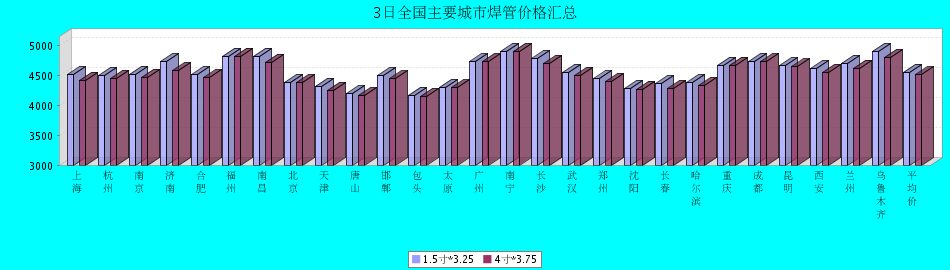 3日全国主要城市焊管价格汇总
5000
4500
4000
3500
3000
上海
杭州
南京
济南
合肥
福州
南昌
北京
天津
唐山
邯郸
包头
太原
广州
南宁
长沙
武汉
郑州
沈阳
长春
哈尔滨
重庆
成都
昆明
西安
兰州
乌鲁木齐
平均价
1.5寸*3.25
4寸*3.75